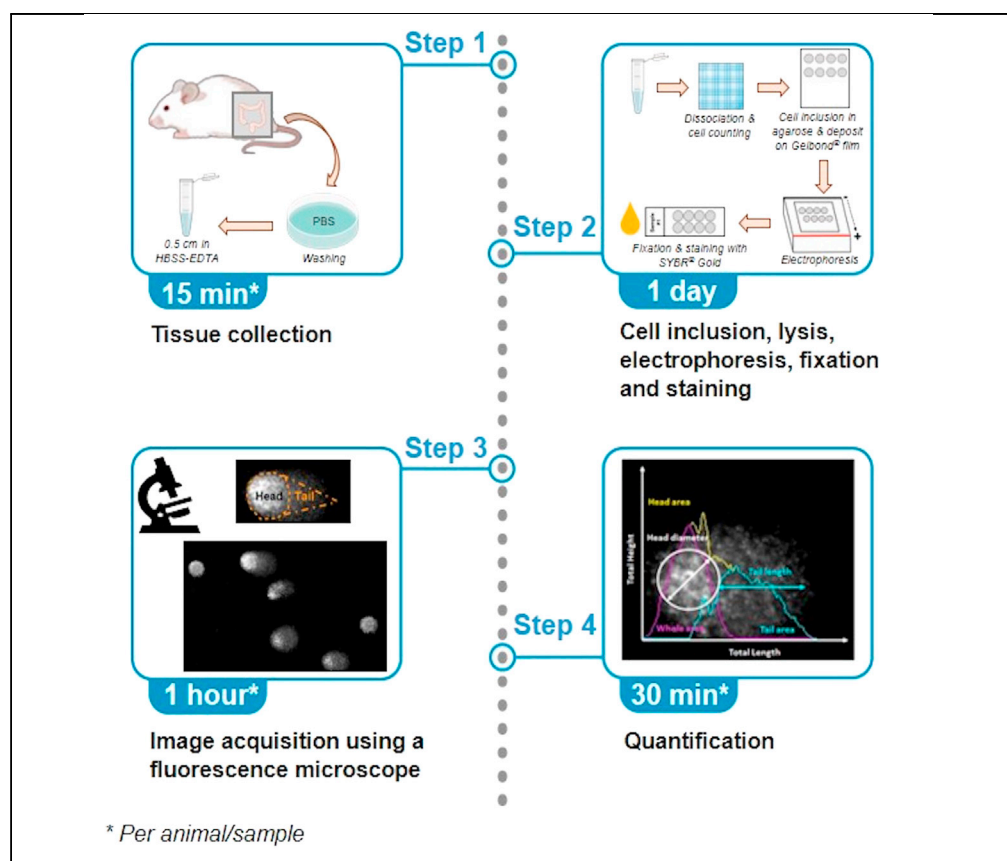 Step 1
PBS
0.5 cm in
HBSS-EDTA
Washing
15 min*
Tissue collection
Step 2
Dissociation &
cell counting
Cell inclusion in
agarose & deposit
on Gelbond® film
Fixation & staining with
SYBR® Gold
Electrophoresis
+
1 day
Cell inclusion, lysis,
electrophoresis, fixation
and staining
Step 3
Head Tail
1 hour*
Image acquisition using a
fluorescence microscope
Step 4
Total Height
Head area
Head diameter
Tail length
Whole area
Tail area
Total Length
30 min*
Quantification
* Per animal/sample